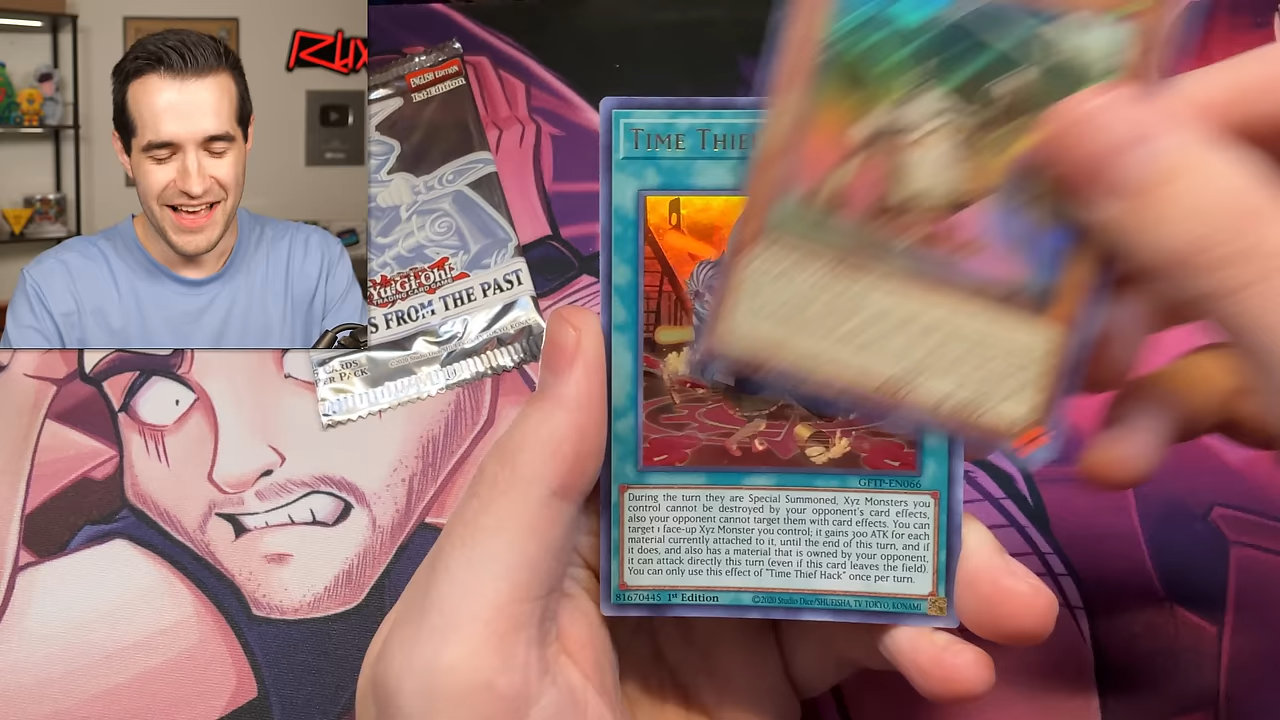 RUX
ENGLISH EDITION
1st Edition
Yu-Gi-Oh!
TRADING CARD GAME
S FROM THE PAST
CARDS
PER PACK
TIME THIE
GFTP-EN066
During the turn they are Special Summoned, Xyz Monsters you
control cannot be destroyed by your opponent's card effects,
also your opponent cannot target them with card effects. You can
target 1 face-up Xyz Monster you control; it gains 300 ATK for each
material currently attached to it, until the end of this turn, and if
it does, and also has a material that is owned by your opponent,
it can attack directly this turn (even if this card leaves the field).
You can only use this effect of "Time Thief Hack" once per turn.
81670445 1st Edition ©2020 Studio Dice/SHUEISHA, TV TOKYO, KONAMI